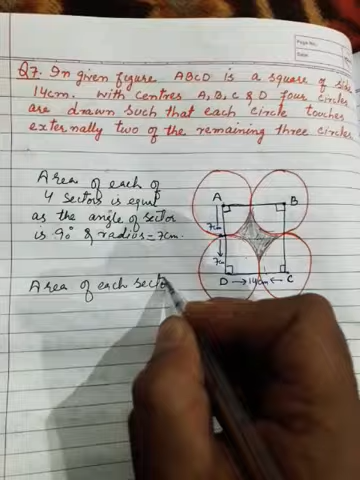 Page No.
Date
Q7. In given figure ABCD is a square of side
14cm. with centres A, B, C & D four circles
are drawn such that each circle touches
externally two of the remaining three circles
Area of each of
4 sectors is equal
as the angle of sector
is 90 & radius = 7cm.
Area of each secto
A
B
7cm
7cm
D → 14cm ← C